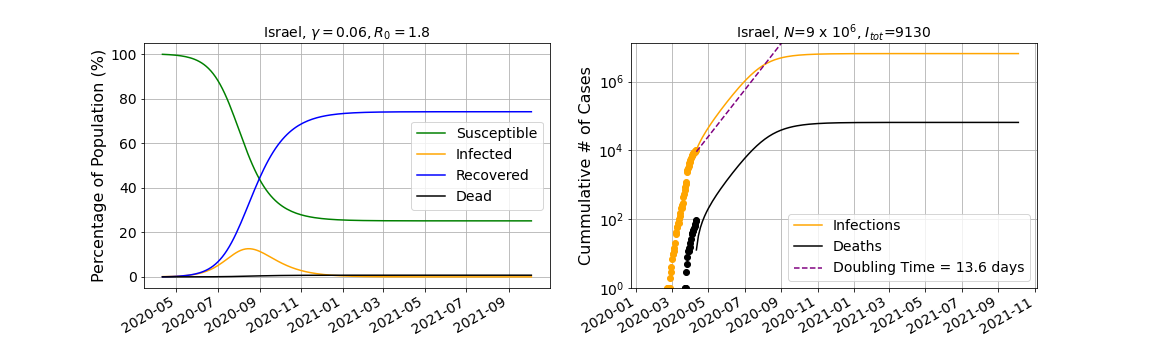 Israel, γ = 0.06, R₀ = 1.8
Percentage of Population (%)
100
80
60
40
20
0
Susceptible
Infected
Recovered
Dead
2020-05
2020-07
2020-09
2020-11
2021-01
2021-03
2021-05
2021-07
2021-09
Israel, N=9 x 10⁶, I_tot=9130
Cummulative # of Cases
10⁶
10⁴
10²
10⁰
Infections
Deaths
Doubling Time = 13.6 days
2020-01
2020-03
2020-05
2020-07
2020-09
2020-11
2021-01
2021-03
2021-05
2021-07
2021-09
2021-11